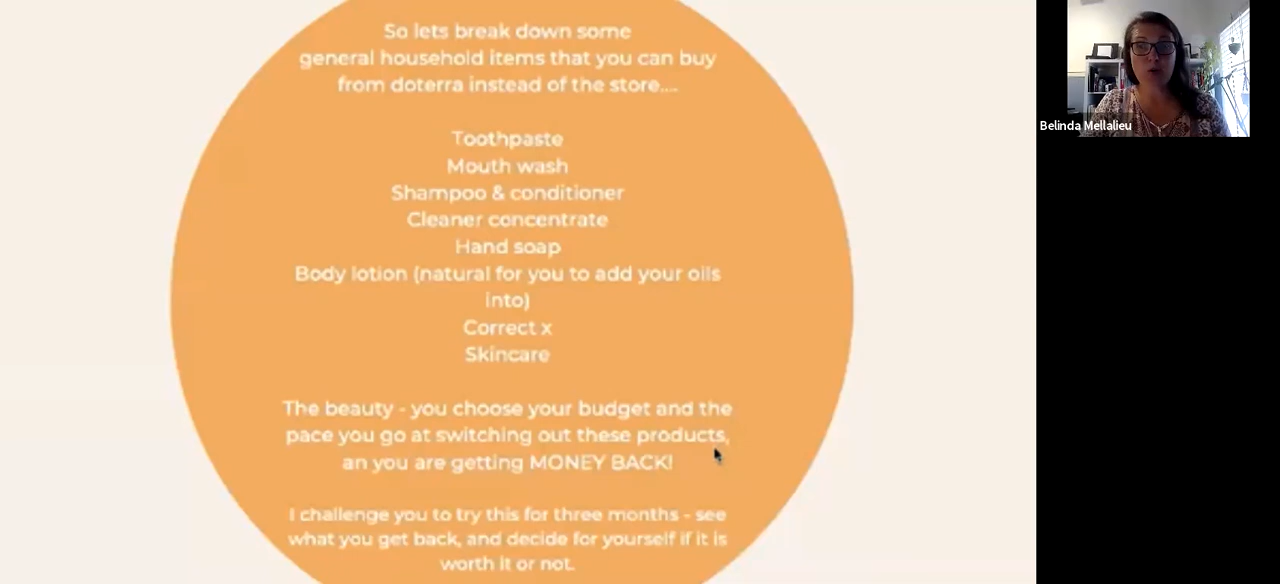 So lets break down some
general household items that you can buy
from doterra instead of the store....
Toothpaste
Mouth wash
Shampoo & conditioner
Cleaner concentrate
Hand soap
Body lotion (natural for you to add your oils
into)
Correct x
Skincare
The beauty - you choose your budget and the
pace you go at switching out these products,
an you are getting MONEY BACK!
I challenge you to try this for three months - see
what you get back, and decide for yourself if it is
worth it or not.
Belinda Mellalieu